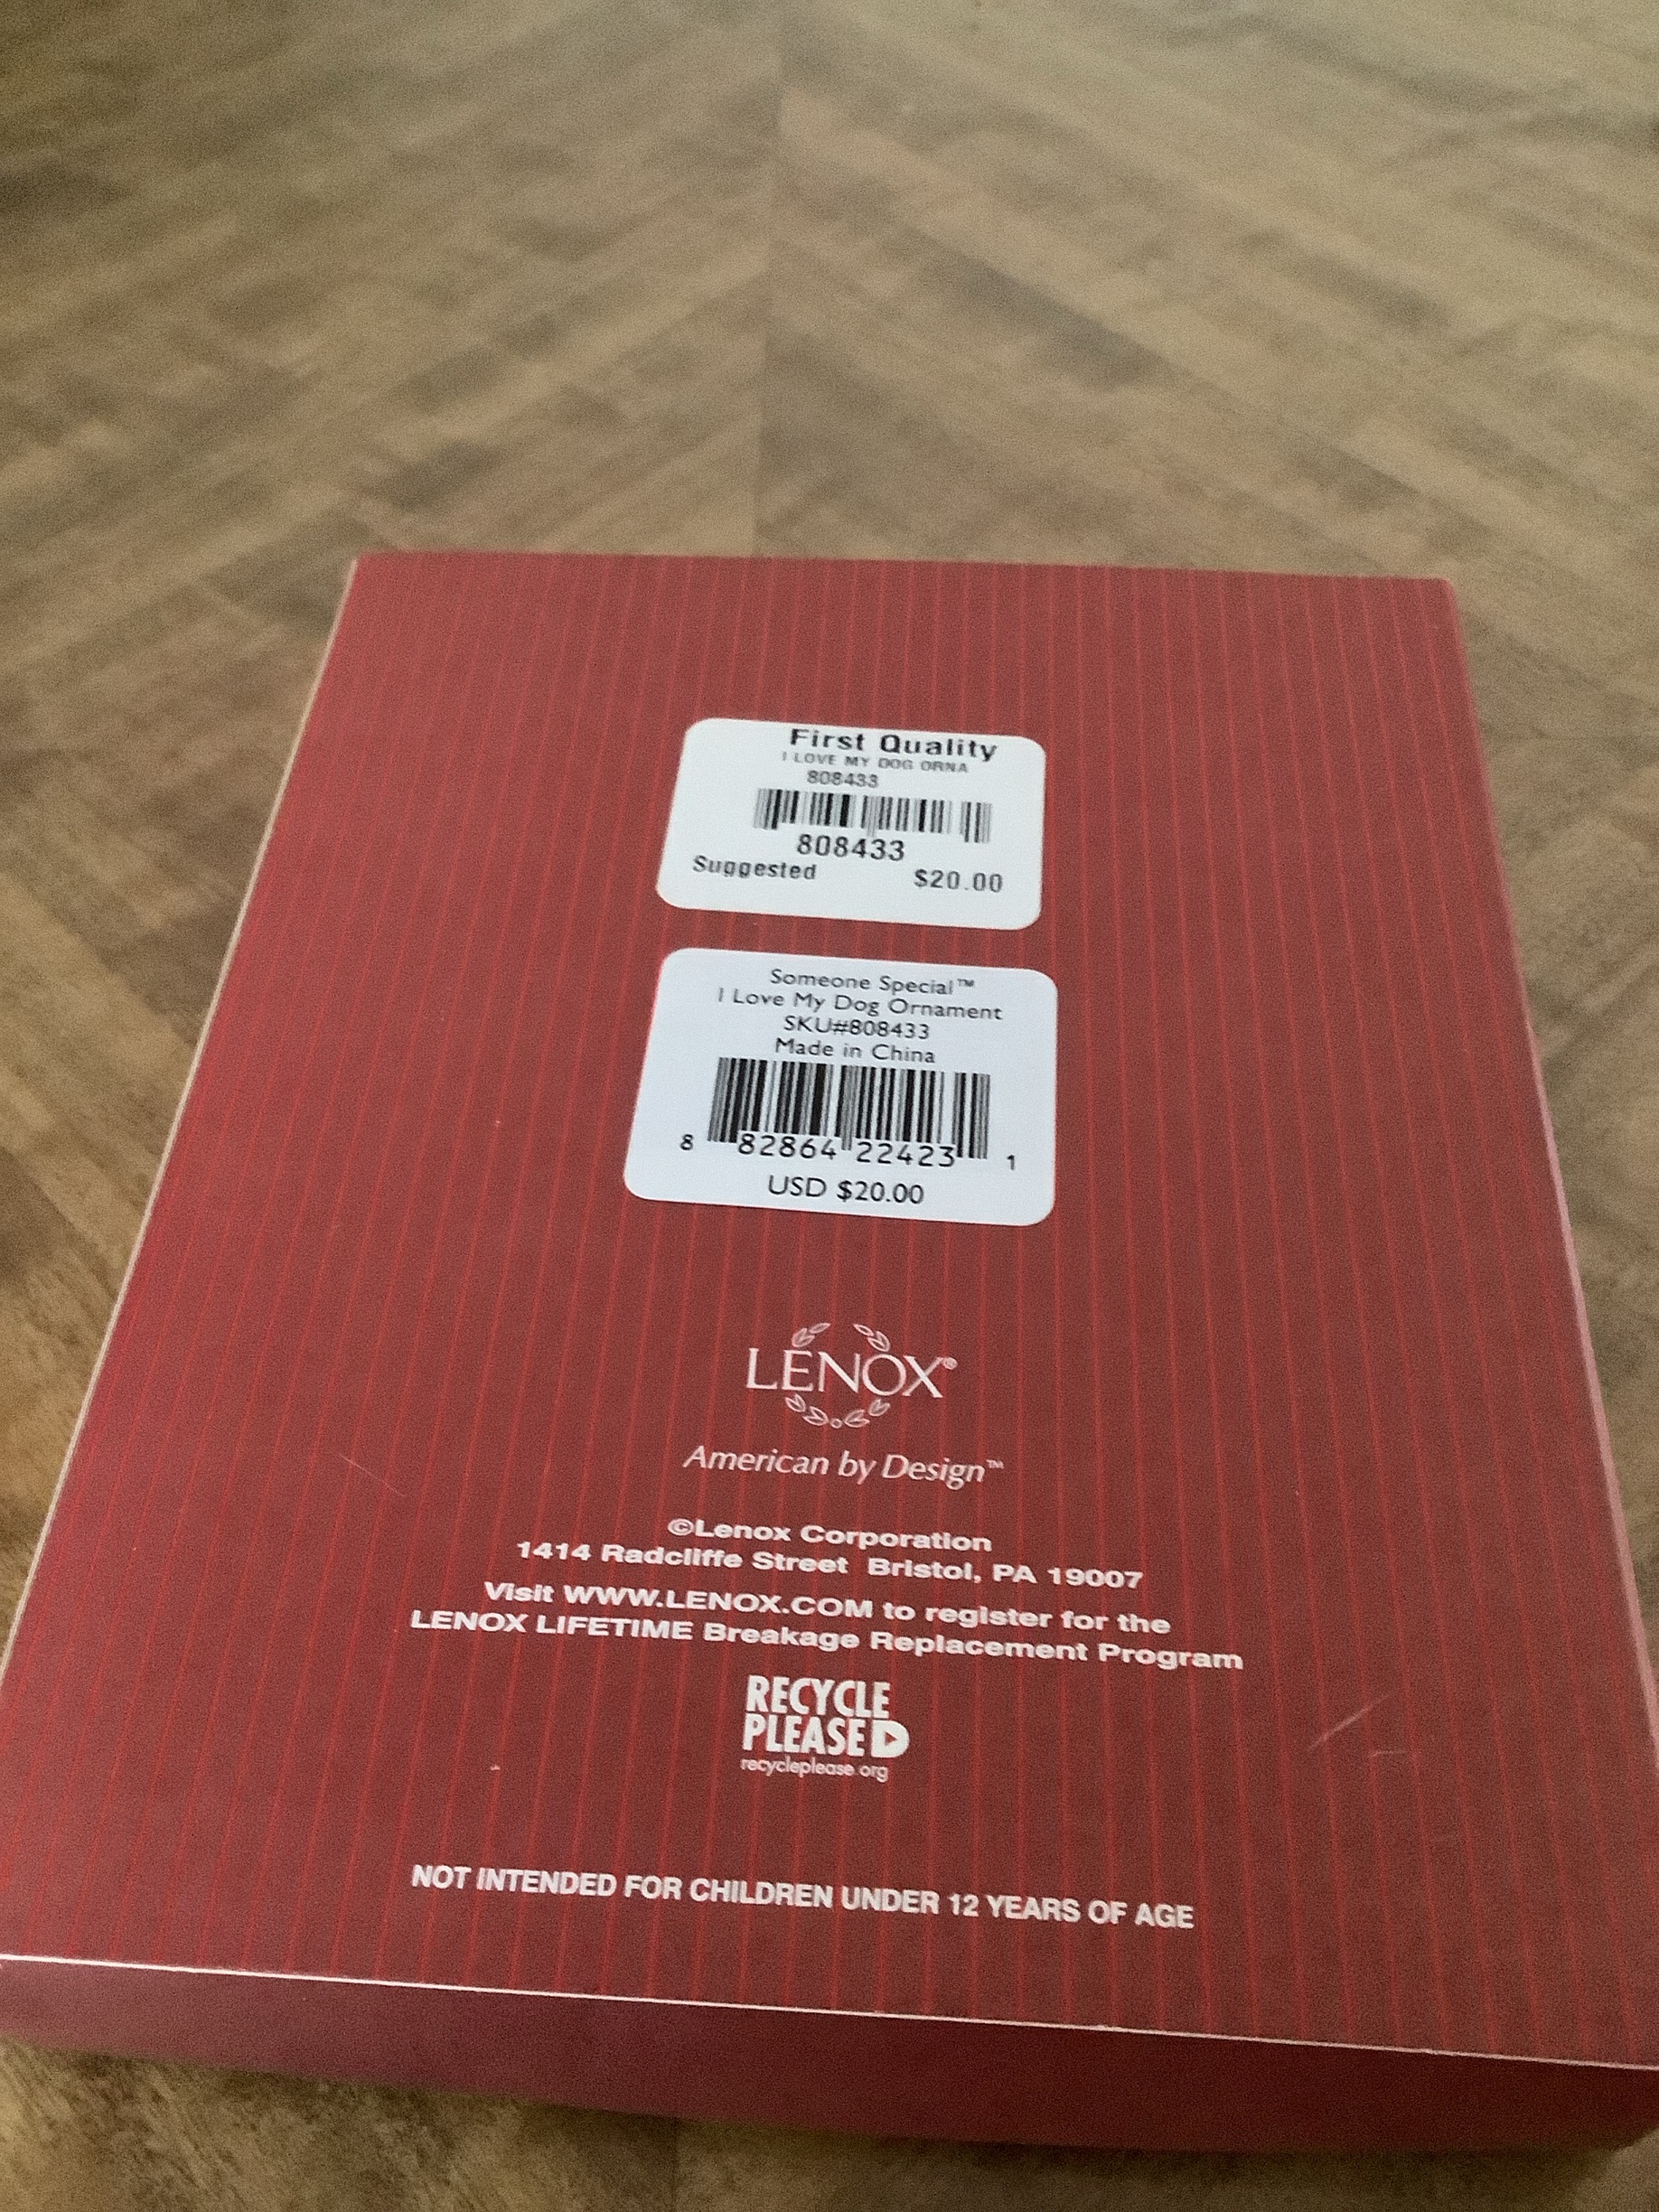 First Quality
I LOVE MY DOG ORNA
808433
808433
Suggested $20.00
Someone Special™
I Love My Dog Ornament
SKU#808433
Made in China
8 82864 22423 1
USD $20.00
LENOX®
American by Design™
©Lenox Corporation
1414 Radcliffe Street Bristol, PA 19007
Visit WWW.LENOX.COM to register for the
LENOX LIFETIME Breakage Replacement Program
RECYCLE
PLEASE
recycleplease.org
NOT INTENDED FOR CHILDREN UNDER 12 YEARS OF AGE